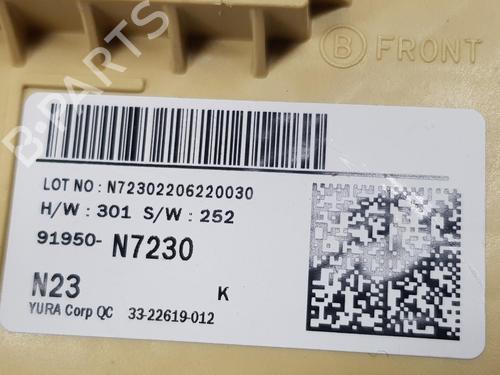 B FRONT
B-PARTS
LOT NO : N72302206220030
H/W : 301 S/W : 252
91950- N7230
N23 K
YURA Corp QC 33-22619-012